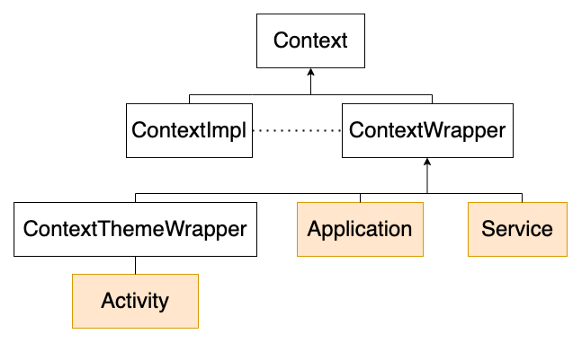 Context
ContextImpl
ContextWrapper
ContextThemeWrapper
Application
Service
Activity